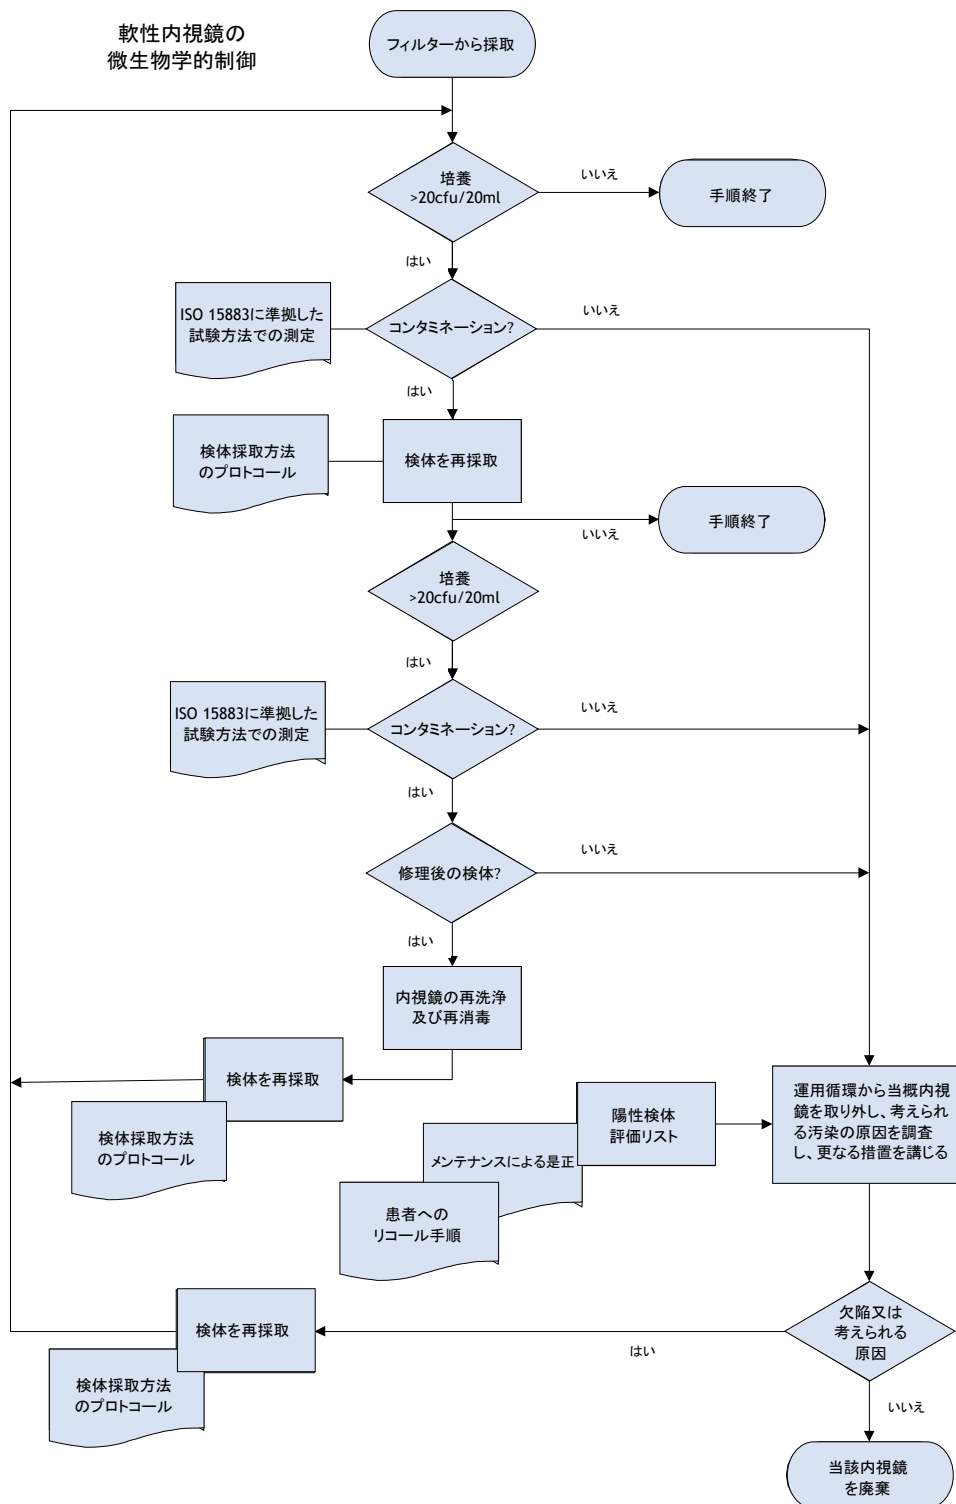 軟性内視鏡の
微生物学的制御
フィルターから採取
培養
>20cfu/20ml
いいえ
手順終了
はい
ISO 15883に準拠した
試験方法での測定
コンタミネーション?
いいえ
はい
検体採取方法
のプロトコール
検体を再採取
いいえ
手順終了
培養
>20cfu/20ml
はい
ISO 15883に準拠した
試験方法での測定
コンタミネーション?
いいえ
はい
修理後の検体?
いいえ
はい
内視鏡の再洗浄
及び再消毒
検体を再採取
検体採取方法
のプロトコール
陽性検体
評価リスト
メンテナンスによる是正
患者への
リコール手順
運用循環から当概内視
鏡を取り外し、考えられ
る汚染の原因を調査
し、更なる措置を講じる
欠陥又は
考えられる
原因
はい
検体を再採取
検体採取方法
のプロトコール
いいえ
当該内視鏡
を廃棄